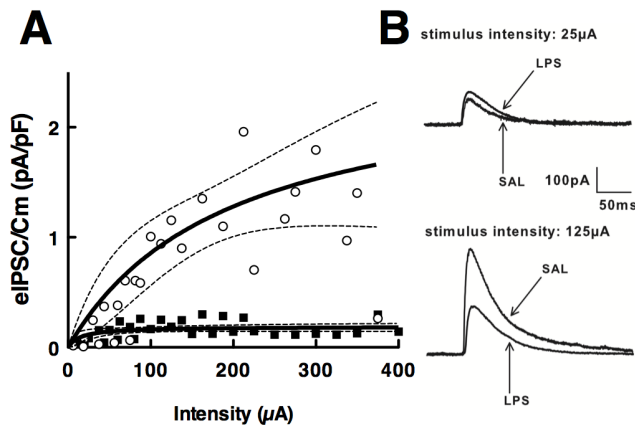 A
eIPSC/Cm (pA/pF)
2
1
0
0
100
200
300
400
Intensity (µA)
B
stimulus intensity: 25µA
LPS
SAL
100pA
50ms
stimulus intensity: 125µA
SAL
LPS